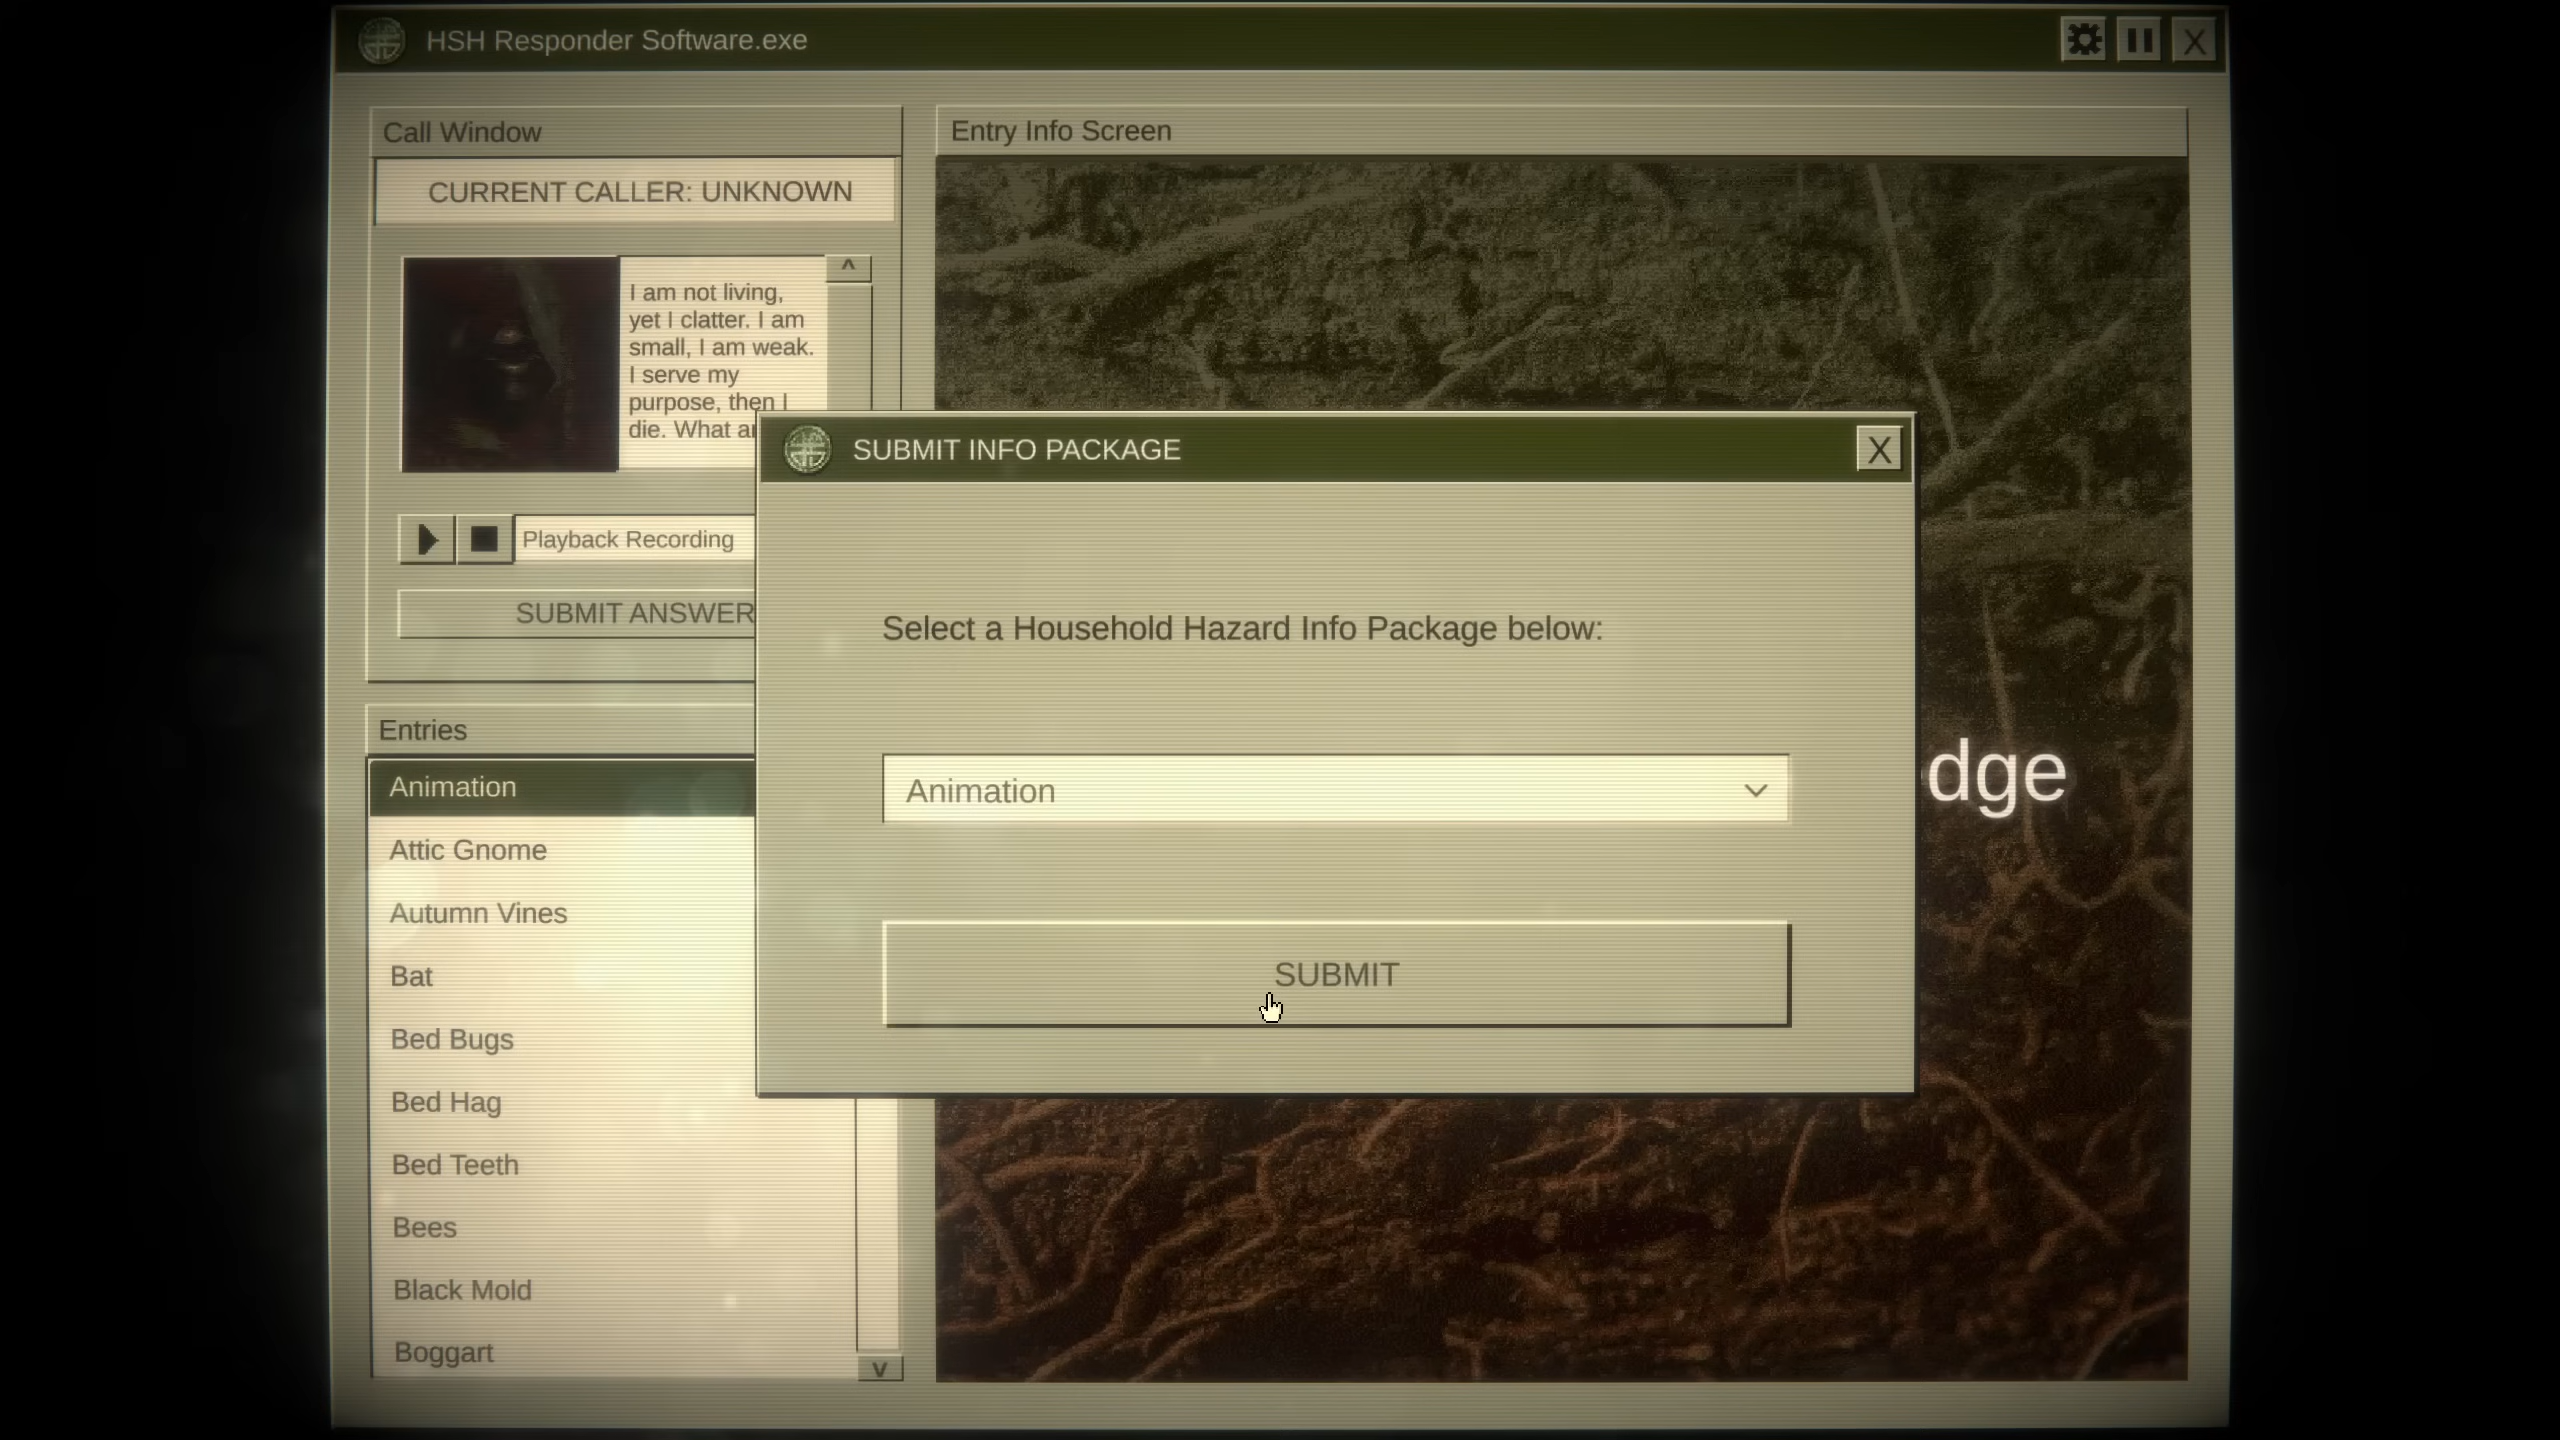 HSH Responder Software.exe
X
Call Window
CURRENT CALLER: UNKNOWN
I am not living,
yet I clatter. I am
small, I am weak.
I serve my
purpose, then I
die. What
Playback Recording
SUBMIT ANSWER
Entries
Animation
Attic Gnome
Autumn Vines
Bat
Bed Bugs
Bed Hag
Bed Teeth
Bees
Black Mold
Boggart
Entry Info Screen
dge
SUBMIT INFO PACKAGE
X
Select a Household Hazard Info Package below:
Animation
SUBMIT